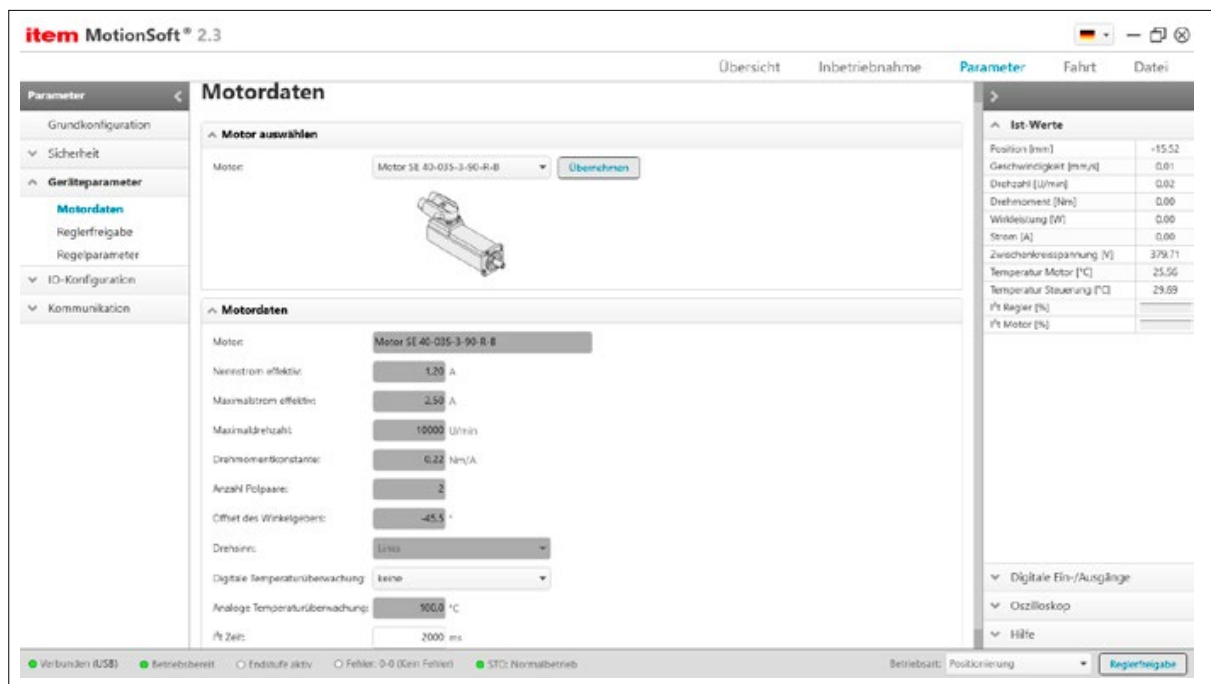 item MotionSoft® 2.3
Übersicht Inbetriebnahme Parameter Fahrt Datei
Parameter
Grundkonfiguration
Sicherheit
Geräteparameter
Motordaten
Reglerfreigabe
Regelparameter
IO-Konfiguration
Kommunikation
Motordaten
Motor auswählen
Motor: Motor SE 40-035-3-90-R-B Übernehmen
Motordaten
Motor: Motor SE 40-035-3-90-R-B
Nennstrom effektiv: 1,20 A
Maximalstrom effektiv: 2,50 A
Maximaldrehzahl: 10000 U/min
Drehmomentkonstante: 0,22 Nm/A
Anzahl Polpaare: 2
Offset des Winkelgebers: -45,5 °
Drehsinn: Links
Digitale Temperaturüberwachung: keine
Analoge Temperaturüberwachung: 100,0 °C
I²t Zeit: 2000 ms
Ist-Werte
Position [mm] -15.52
Geschwindigkeit [mm/s] 0,01
Drehzahl [U/min] 0,02
Drehmoment [Nm] 0,00
Wirkleistung [W] 0,00
Strom [A] 0,00
Zwischenkreisspannung [V] 379.71
Temperatur Motor [°C] 25,56
Temperatur Steuerung [°C] 29.69
I²t Regler [%]
I²t Motor [%]
Digitale Ein-/Ausgänge
Oszilloskop
Hilfe
Verbunden (USB) Betriebsbereit Endstufe aktiv Fehler: 0-0 (Kein Fehler) STO: Normalbetrieb Betriebsart: Positionierung Reglerfreigabe